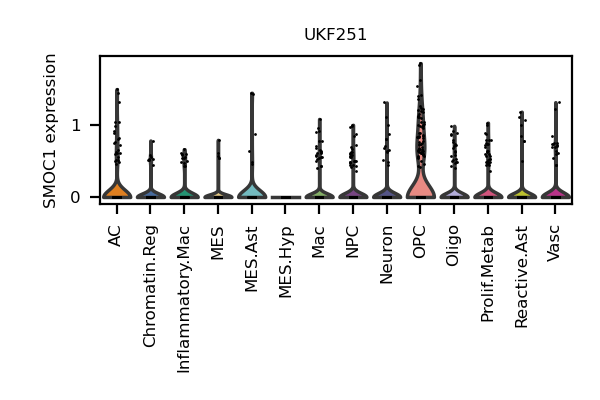 UKF251
SMOC1 expression
1
0
AC
Chromatin.Reg
Inflammatory.Mac
MES
MES.Ast
MES.Hyp
Mac
NPC
Neuron
OPC
Oligo
Prolif.Metab
Reactive.Ast
Vasc